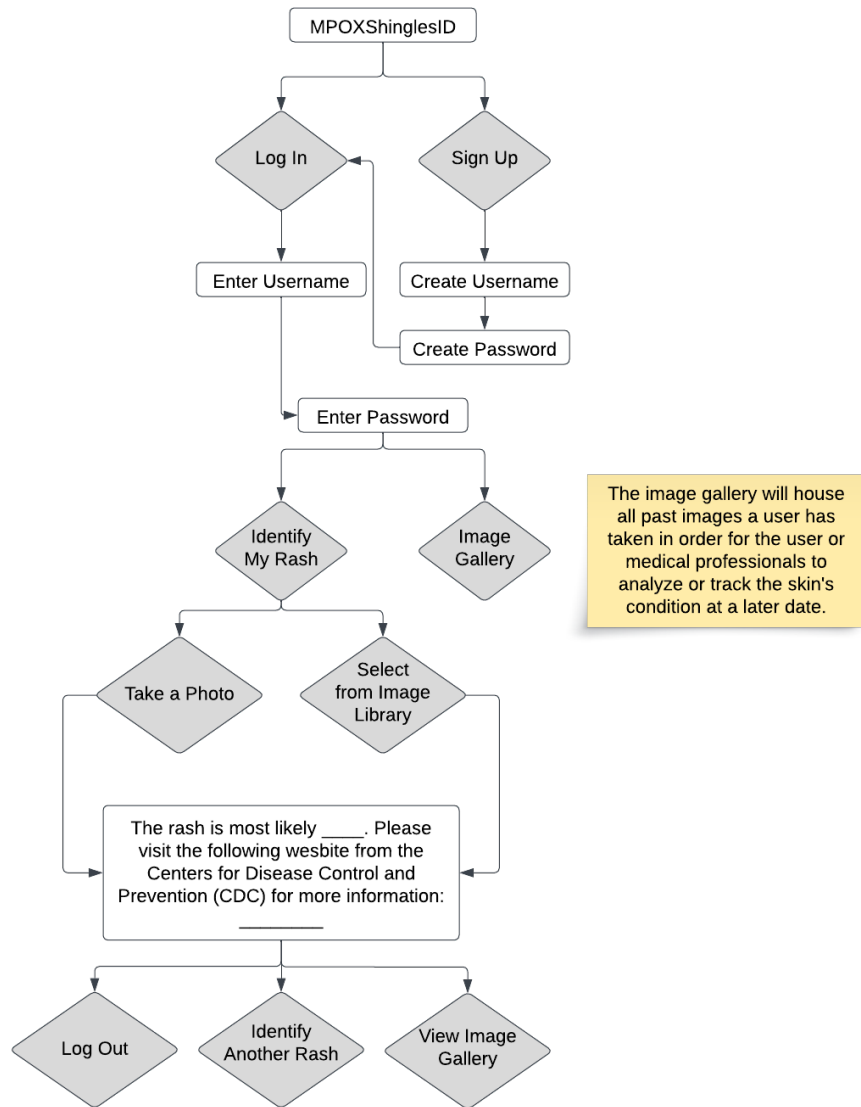 MPOXShinglesID
Log In
Sign Up
Enter Username
Create Username
Create Password
Enter Password
Identify
My Rash
Image
Gallery
The image gallery will house
all past images a user has
taken in order for the user or
medical professionals to
analyze or track the skin's
condition at a later date.
Take a Photo
Select
from Image
Library
The rash is most likely ____. Please
visit the following wesbite from the
Centers for Disease Control and
Prevention (CDC) for more information:
________
Log Out
Identify
Another Rash
View Image
Gallery